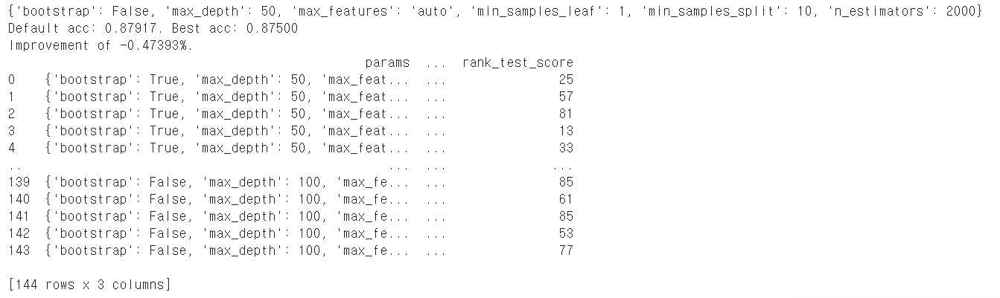 {'bootstrap': False, 'max_depth': 50, 'max_features': 'auto', 'min_samples_leaf': 1, 'min_samples_split': 10, 'n_estimators': 2000}
Default acc: 0.87917. Best acc: 0.87500
Improvement of -0.47393%.
params ... rank_test_score
0 {'bootstrap': True, 'max_depth': 50, 'max_feat... ... 25
1 {'bootstrap': True, 'max_depth': 50, 'max_feat... ... 57
2 {'bootstrap': True, 'max_depth': 50, 'max_feat... ... 81
3 {'bootstrap': True, 'max_depth': 50, 'max_feat... ... 13
4 {'bootstrap': True, 'max_depth': 50, 'max_feat... ... 33
.. ... ... ...
139 {'bootstrap': False, 'max_depth': 100, 'max_fe... ... 85
140 {'bootstrap': False, 'max_depth': 100, 'max_fe... ... 61
141 {'bootstrap': False, 'max_depth': 100, 'max_fe... ... 85
142 {'bootstrap': False, 'max_depth': 100, 'max_fe... ... 53
143 {'bootstrap': False, 'max_depth': 100, 'max_fe... ... 77
[144 rows x 3 columns]